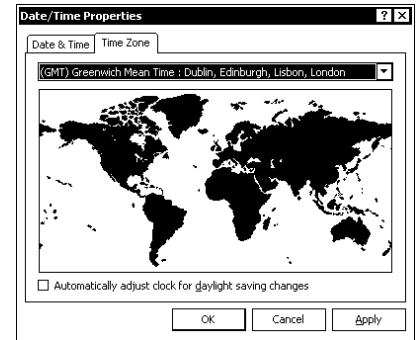 Date/Time Properties
Date & Time Time Zone
(GMT) Greenwich Mean Time : Dublin, Edinburgh, Lisbon, London
Automatically adjust clock for daylight saving changes
OK Cancel Apply